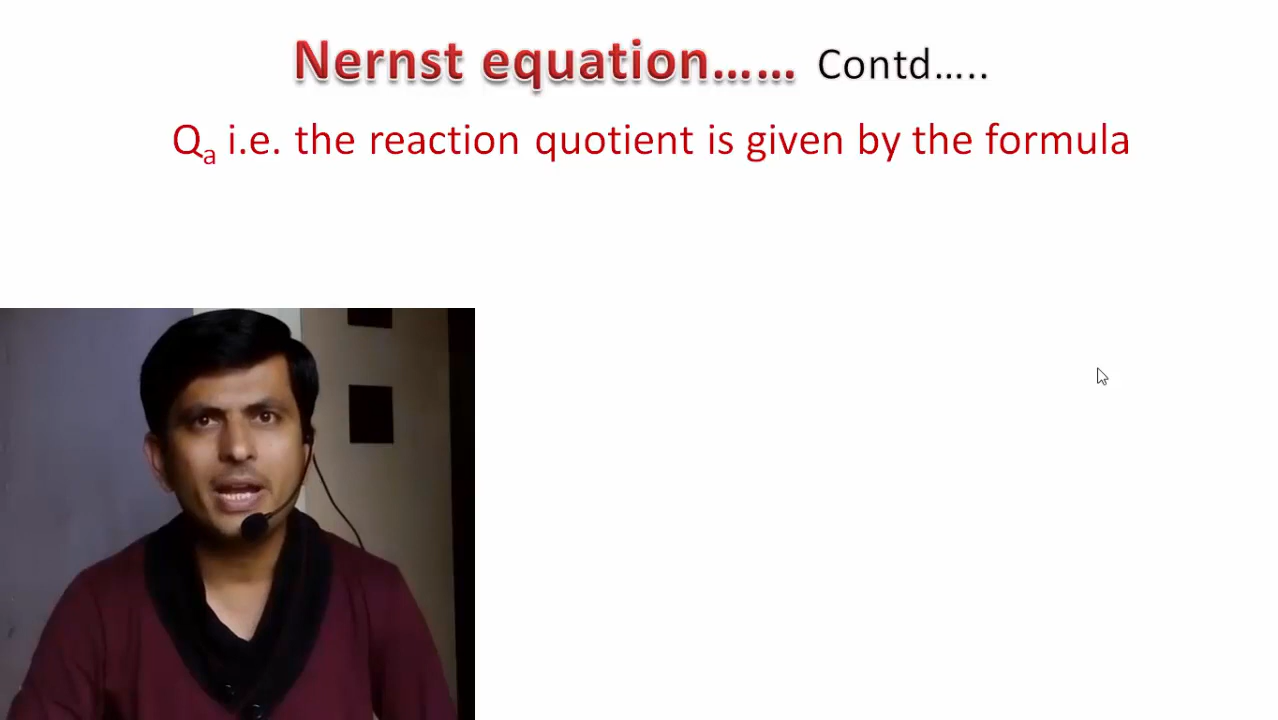 Nernst equation…… Contd…..
Qa i.e. the reaction quotient is given by the formula